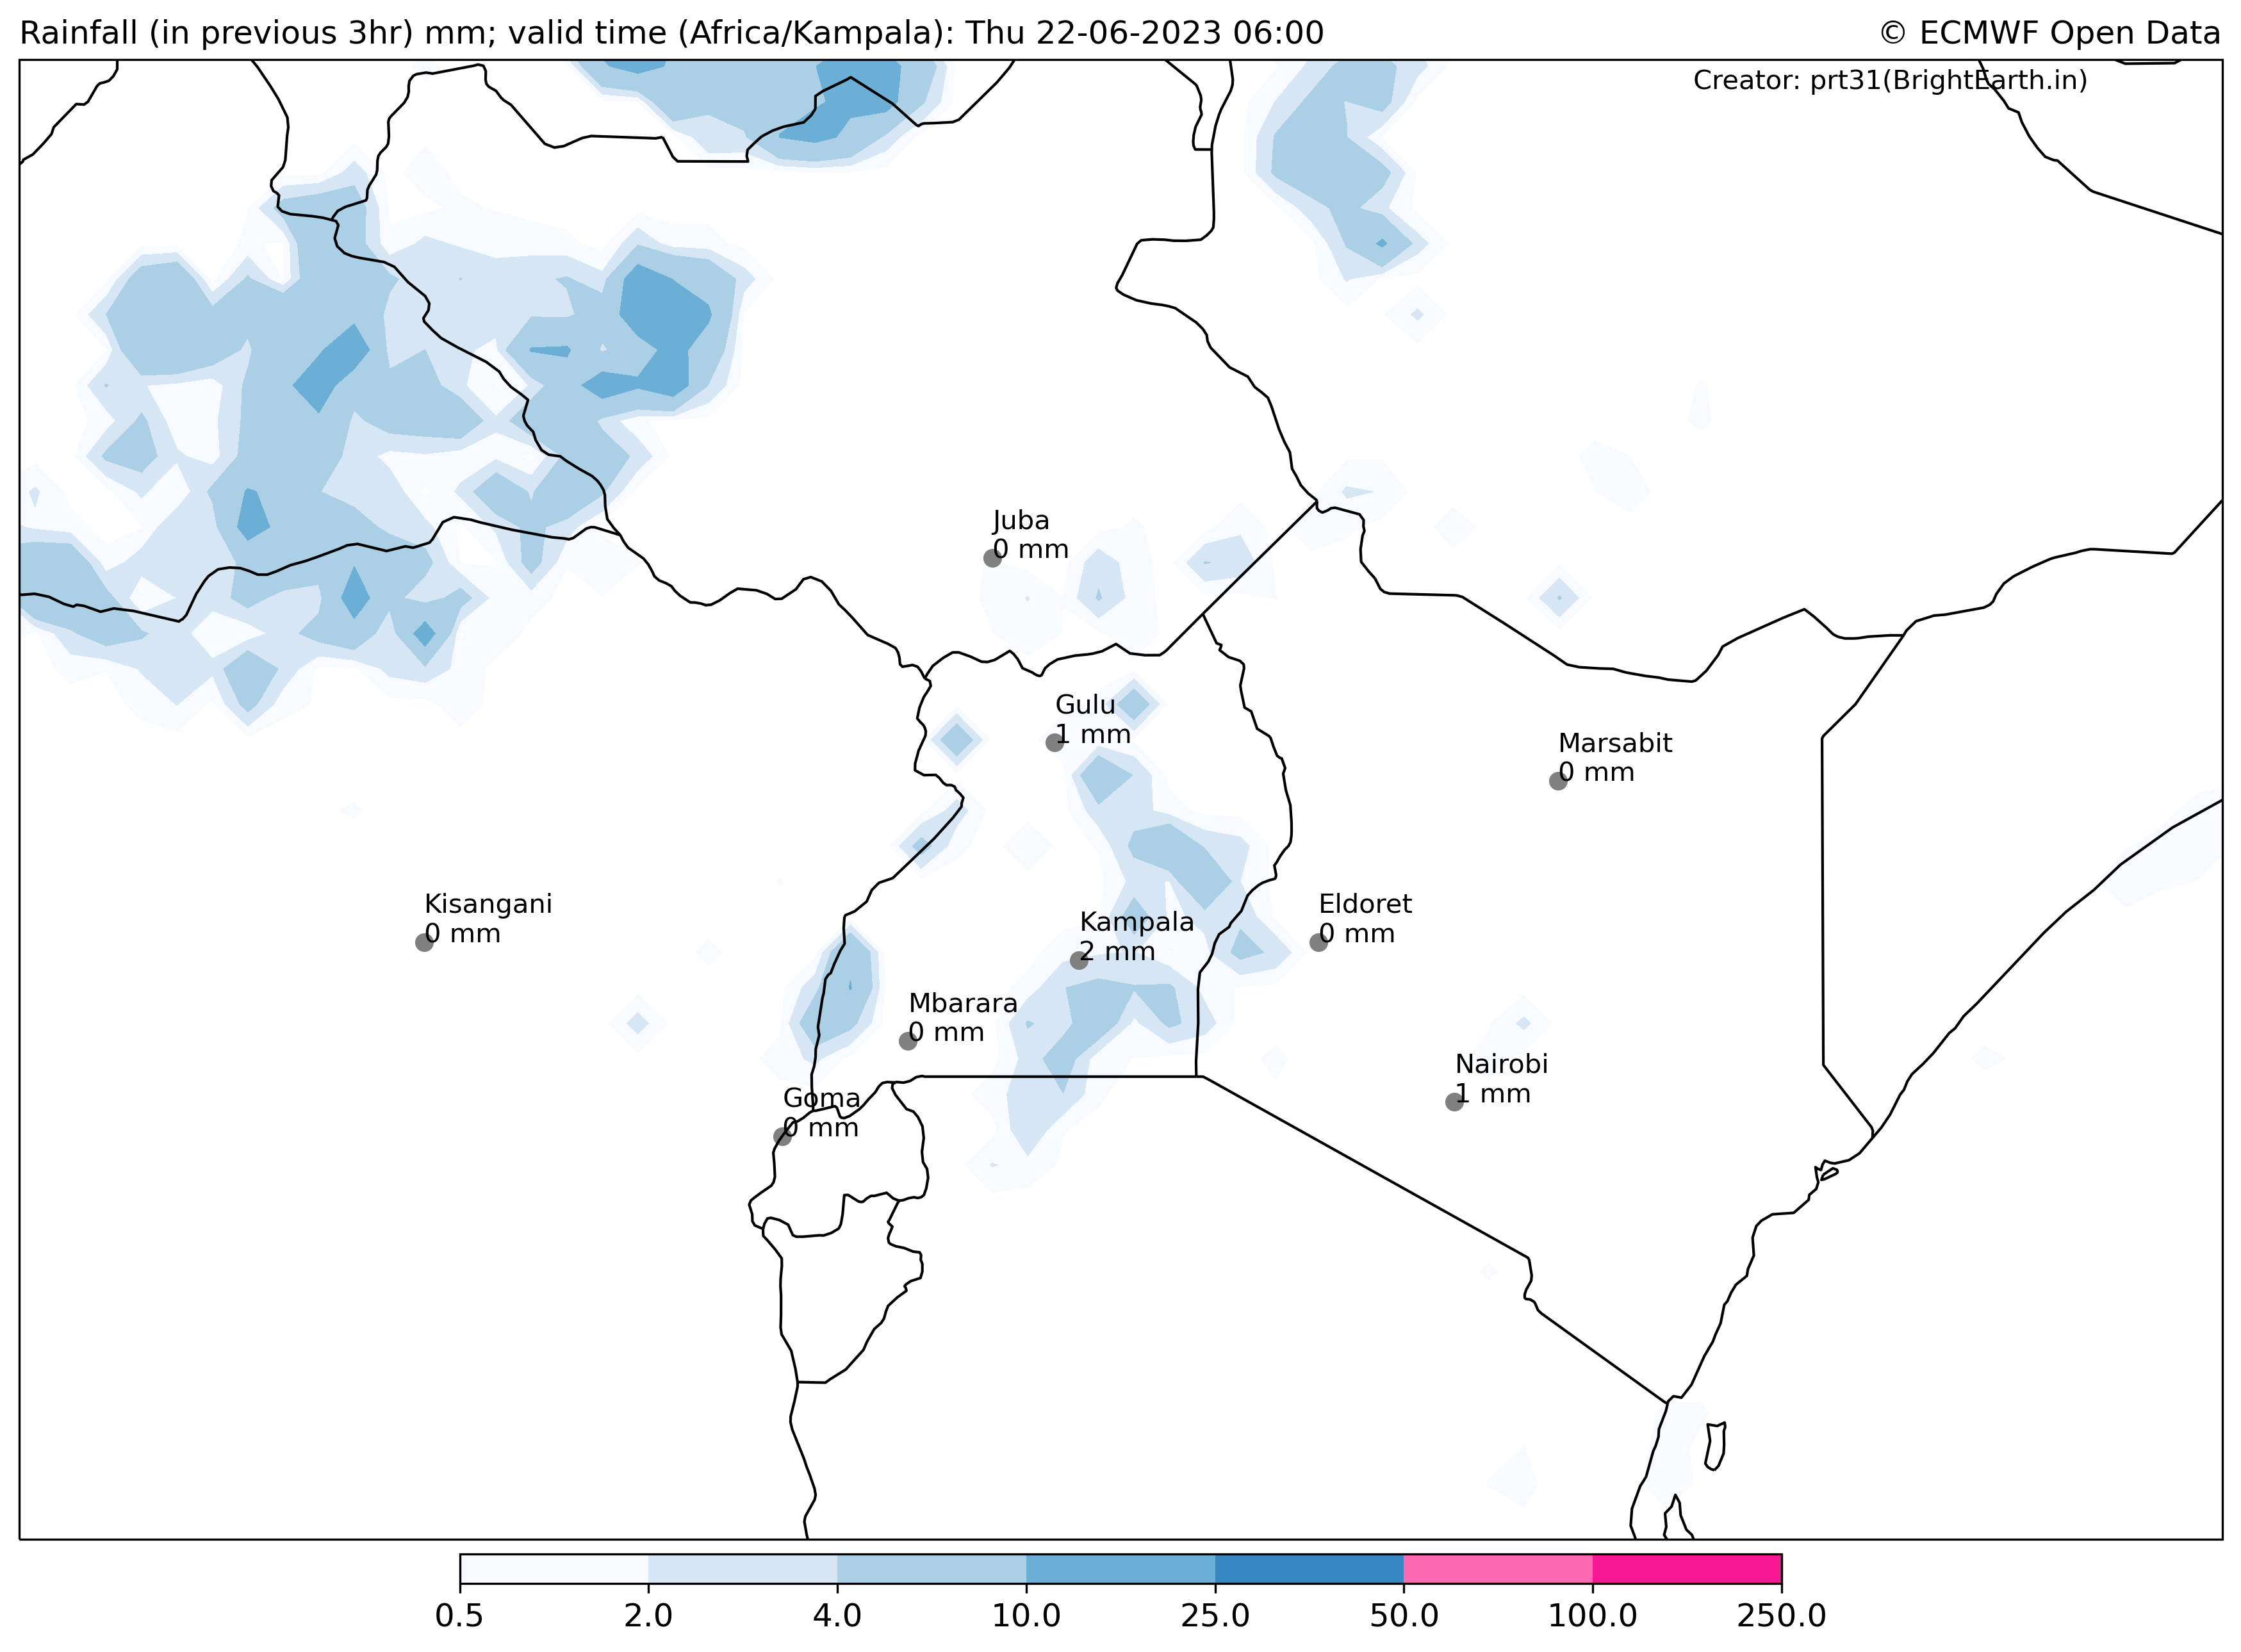 Rainfall (in previous 3hr) mm; valid time (Africa/Kampala): Thu 22-06-2023 06:00
© ECMWF Open Data
Creator: prt31(BrightEarth.in)
Juba
0 mm
Gulu
1 mm
Marsabit
0 mm
Kisangani
0 mm
Eldoret
0 mm
Kampala
2 mm
Mbarara
0 mm
Nairobi
1 mm
Goma
0 mm
0.5 2.0 4.0 10.0 25.0 50.0 100.0 250.0